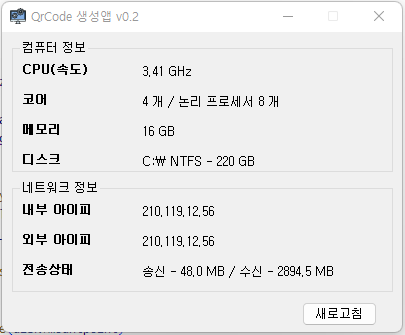 QrCode 생성앱 v0.2
컴퓨터 정보
CPU(속도) 3.41 GHz
코어 4 개 / 논리 프로세서 8 개
메모리 16 GB
디스크 C:₩ NTFS - 220 GB
네트워크 정보
내부 아이피 210.119.12.56
외부 아이피 210.119.12.56
전송상태 송신 - 48.0 MB / 수신 - 2894.5 MB
새로고침